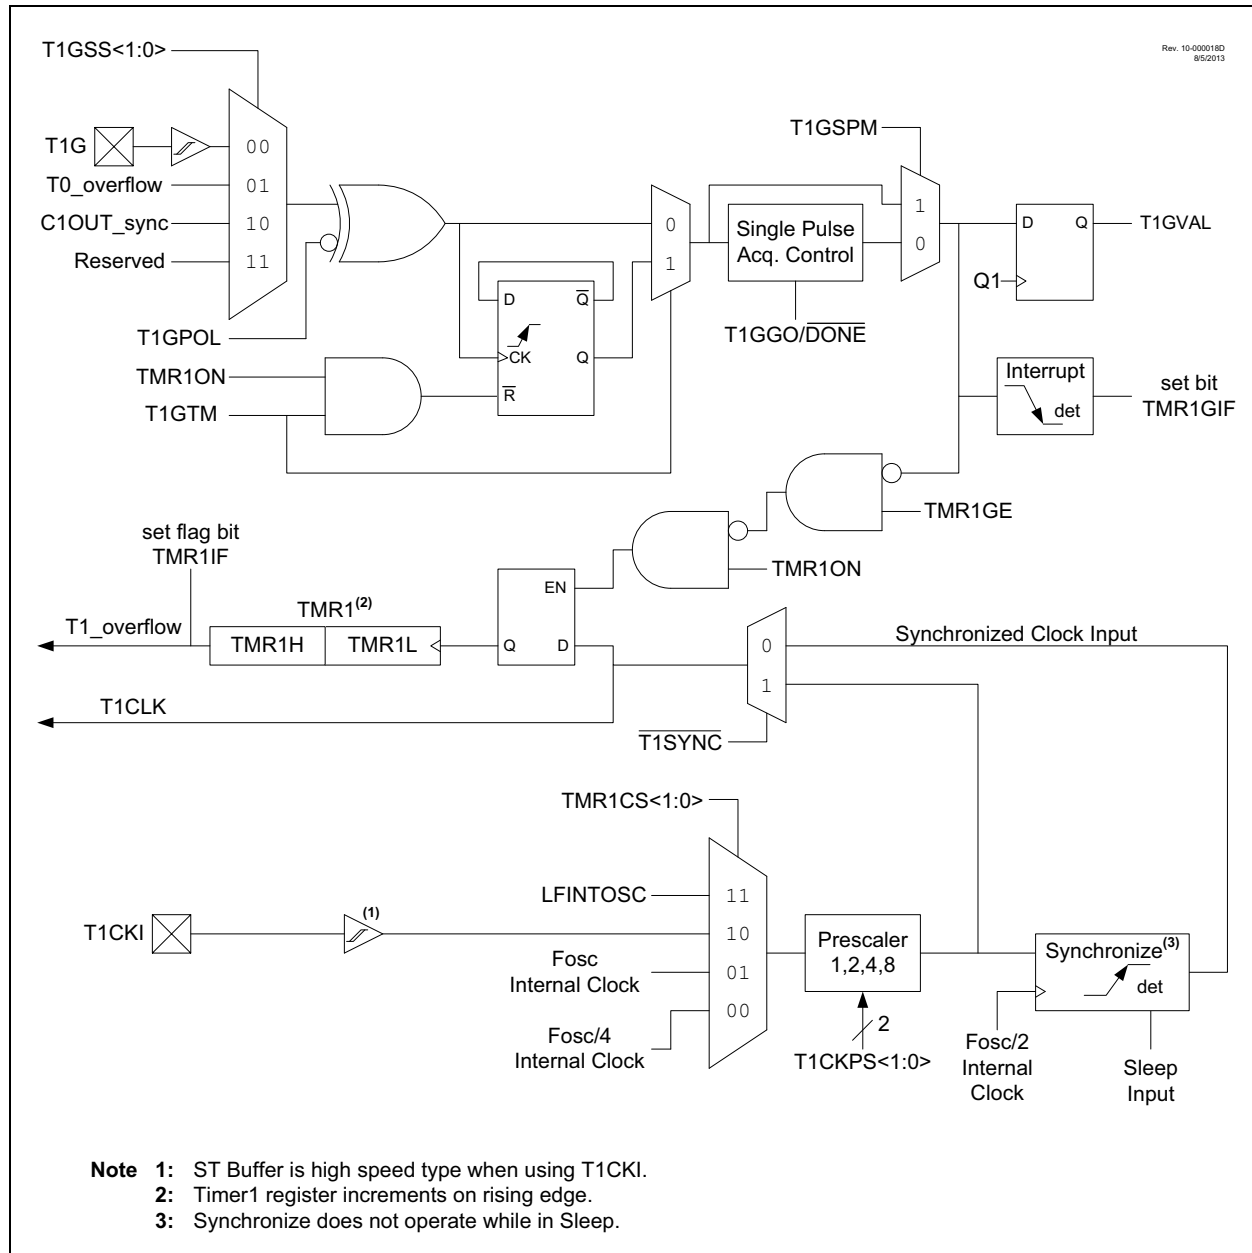 T1GSS<1:0>
Rev. 10-000018D
8/5/2013
T1G
00
T0_overflow
01
C1OUT_sync
10
Reserved
11
T1GPOL
TMR1ON
T1GTM
D
Q
CK
Q
R
0
1
T1GSPM
Single Pulse
Acq. Control
T1GGO/DONE
1
0
D
Q
T1GVAL
Q1
Interrupt
det
set bit
TMR1GIF
TMR1GE
TMR1ON
set flag bit
TMR1IF
T1_overflow
TMR1(2)
TMR1H
TMR1L
EN
Q
D
T1CLK
0
1
Synchronized Clock Input
T1SYNC
TMR1CS<1:0>
LFINTOSC
11
T1CKI
(1)
10
Fosc
Internal Clock
01
Fosc/4
Internal Clock
00
Prescaler
1,2,4,8
2
T1CKPS<1:0>
Synchronize(3)
det
Fosc/2
Internal
Clock
Sleep
Input
Note 1: ST Buffer is high speed type when using T1CKI.
2: Timer1 register increments on rising edge.
3: Synchronize does not operate while in Sleep.